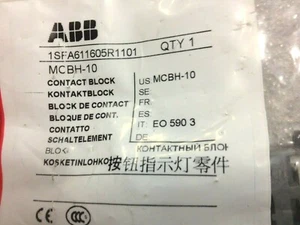 ABB
1SFA611605R1101 QTY 1
MCBH-10
CONTACT BLOCK US MCBH-10
KONTAKTBLOCK SE
BLOCK DE CONTACT FR
BLOQUE DE CONT. ES
CONTATTO IT: EO 590 3
SCHALTELEMENT DE
BLOK КОНТАКТНЫЙ БЛОК
KOSKETINLOHKO 按钮指示灯零件
CCC